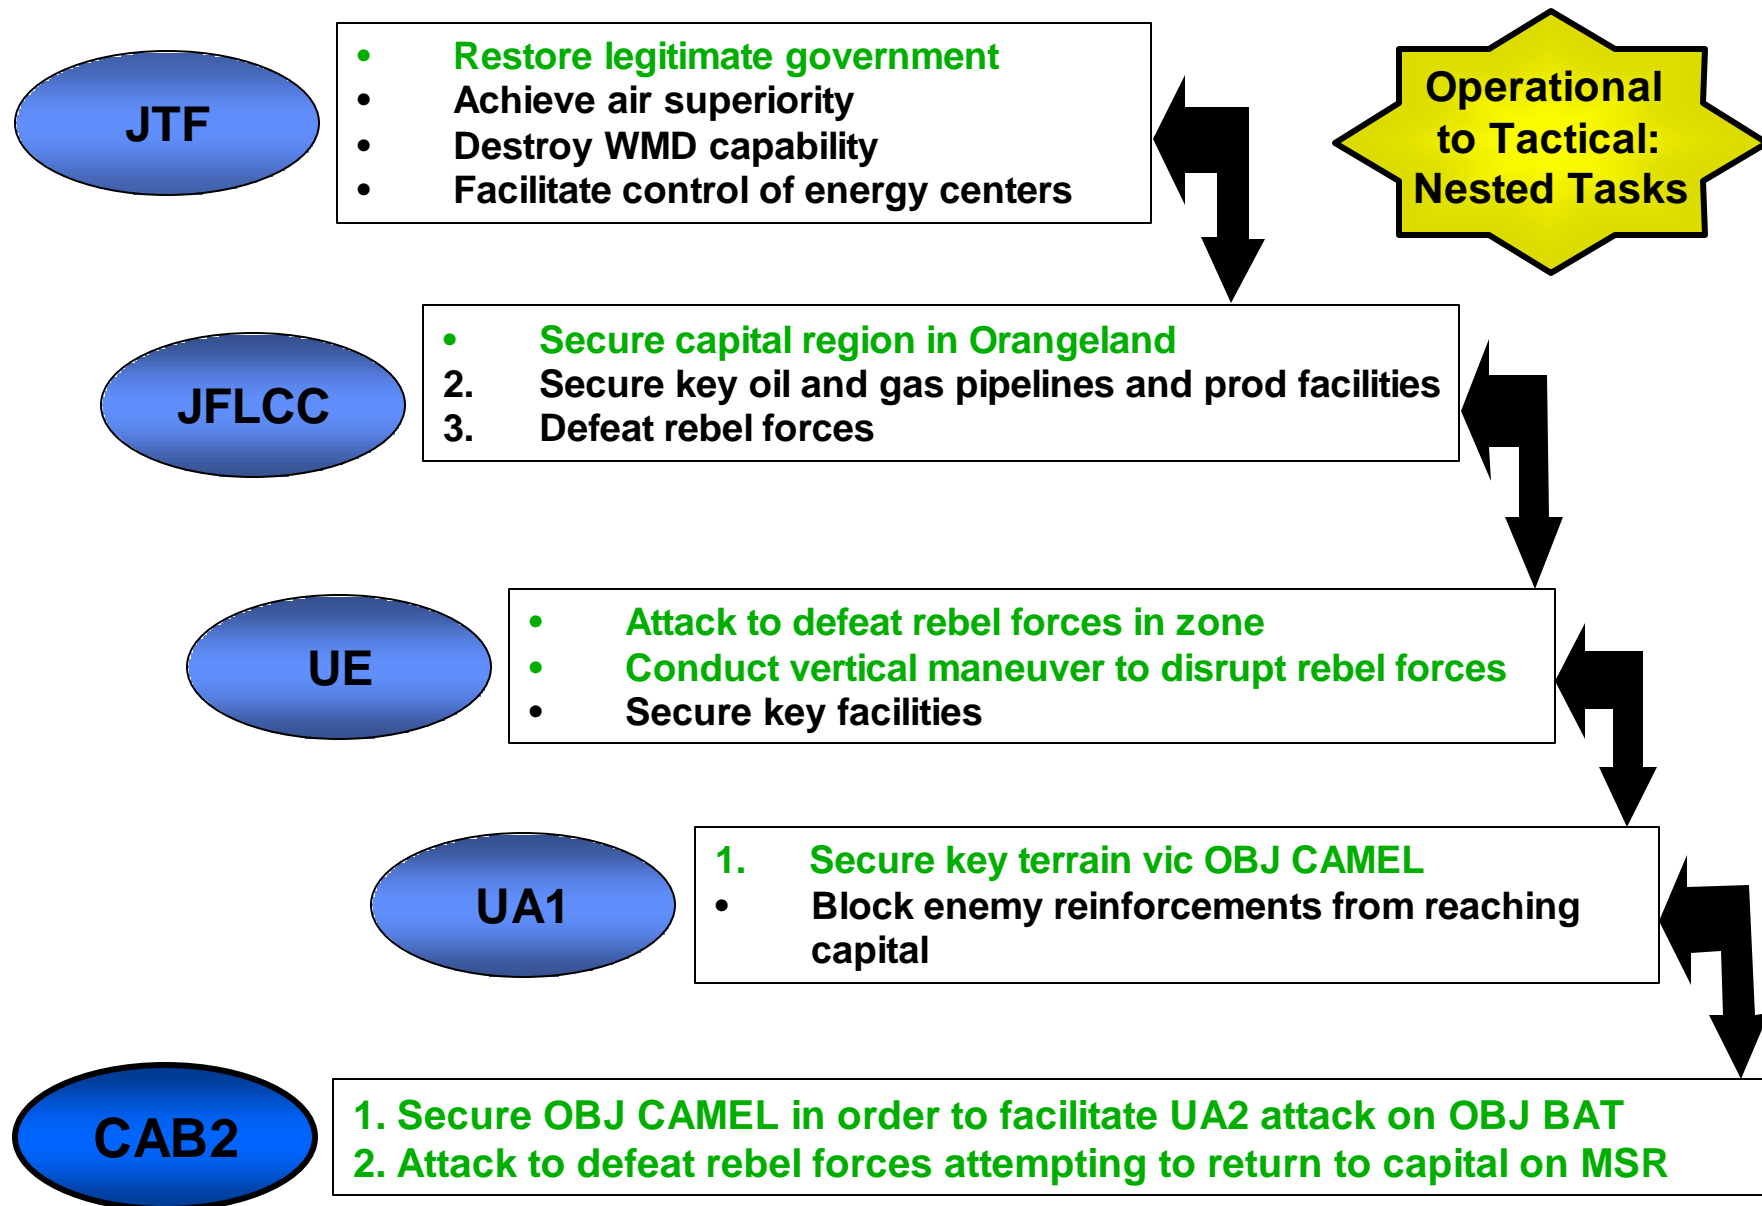 JTF
• Restore legitimate government
• Achieve air superiority
• Destroy WMD capability
• Facilitate control of energy centers
Operational
to Tactical:
Nested Tasks
JFLCC
• Secure capital region in Orangeland
2. Secure key oil and gas pipelines and prod facilities
3. Defeat rebel forces
UE
• Attack to defeat rebel forces in zone
• Conduct vertical maneuver to disrupt rebel forces
• Secure key facilities
UA1
1. Secure key terrain vic OBJ CAMEL
• Block enemy reinforcements from reaching
capital
CAB2
1. Secure OBJ CAMEL in order to facilitate UA2 attack on OBJ BAT
2. Attack to defeat rebel forces attempting to return to capital on MSR